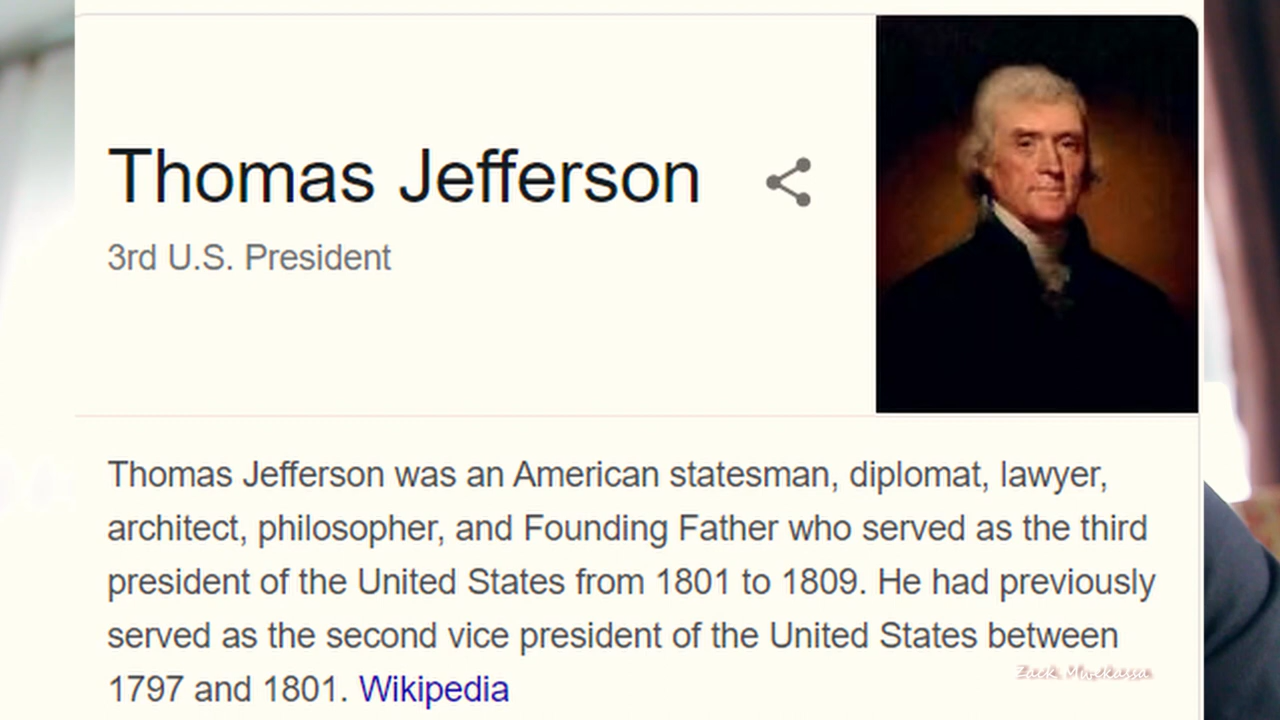 Thomas Jefferson
3rd U.S. President
Thomas Jefferson was an American statesman, diplomat, lawyer,
architect, philosopher, and Founding Father who served as the third
president of the United States from 1801 to 1809. He had previously
served as the second vice president of the United States between
1797 and 1801. Wikipedia
Zack